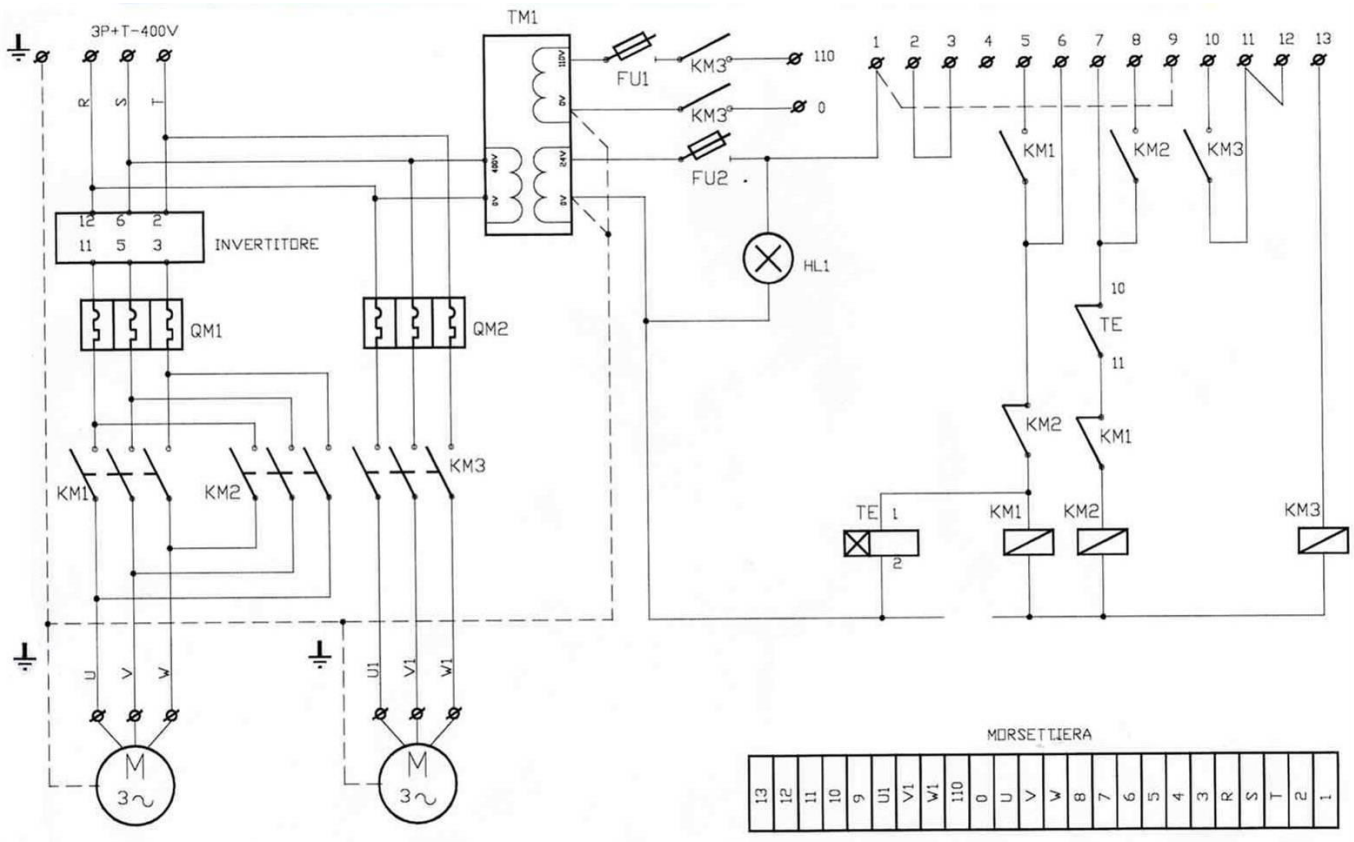 3P+T-400V
TM1
1 2 3 4 5 6 7 8 9 10 11 12 13
110V
FU1
KM3
110
R
S
T
0V
KM3
0
KM1
KM2
KM3
400V
24V
FU2
0V
0V
12 6 2
11 5 3
INVERTITORE
HL1
10
TE
11
QM1
QM2
KM2
KM1
KM1
KM2
KM3
TE 1
2
KM1
KM2
KM3
U
V
W
U1
V1
W1
M
3~
M
3~
MORSETTIERA
13 12 11 10 9 U1 V1 W1 110 0 U V W 8 7 6 5 4 3 R S T 2 1